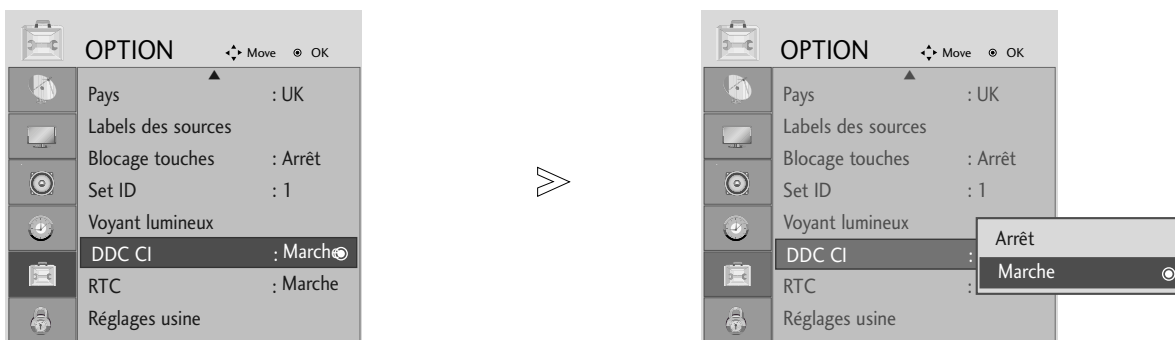 OPTION Move OK
Pays : UK
Labels des sources
Blocage touches : Arrêt
Set ID : 1
Voyant lumineux
DDC CI : Marche
RTC : Marche
Réglages usine
OPTION Move OK
Pays : UK
Labels des sources
Blocage touches : Arrêt
Set ID : 1
Voyant lumineux
DDC CI :
RTC :
Réglages usine
Arrêt
Marche